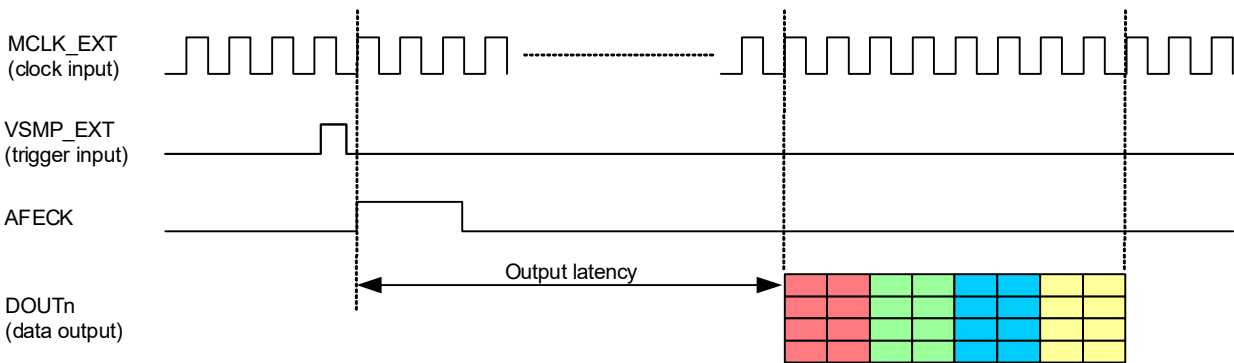 MCLK_EXT
(clock input)
VSMP_EXT
(trigger input)
AFECK
Output latency
DOUTn
(data output)